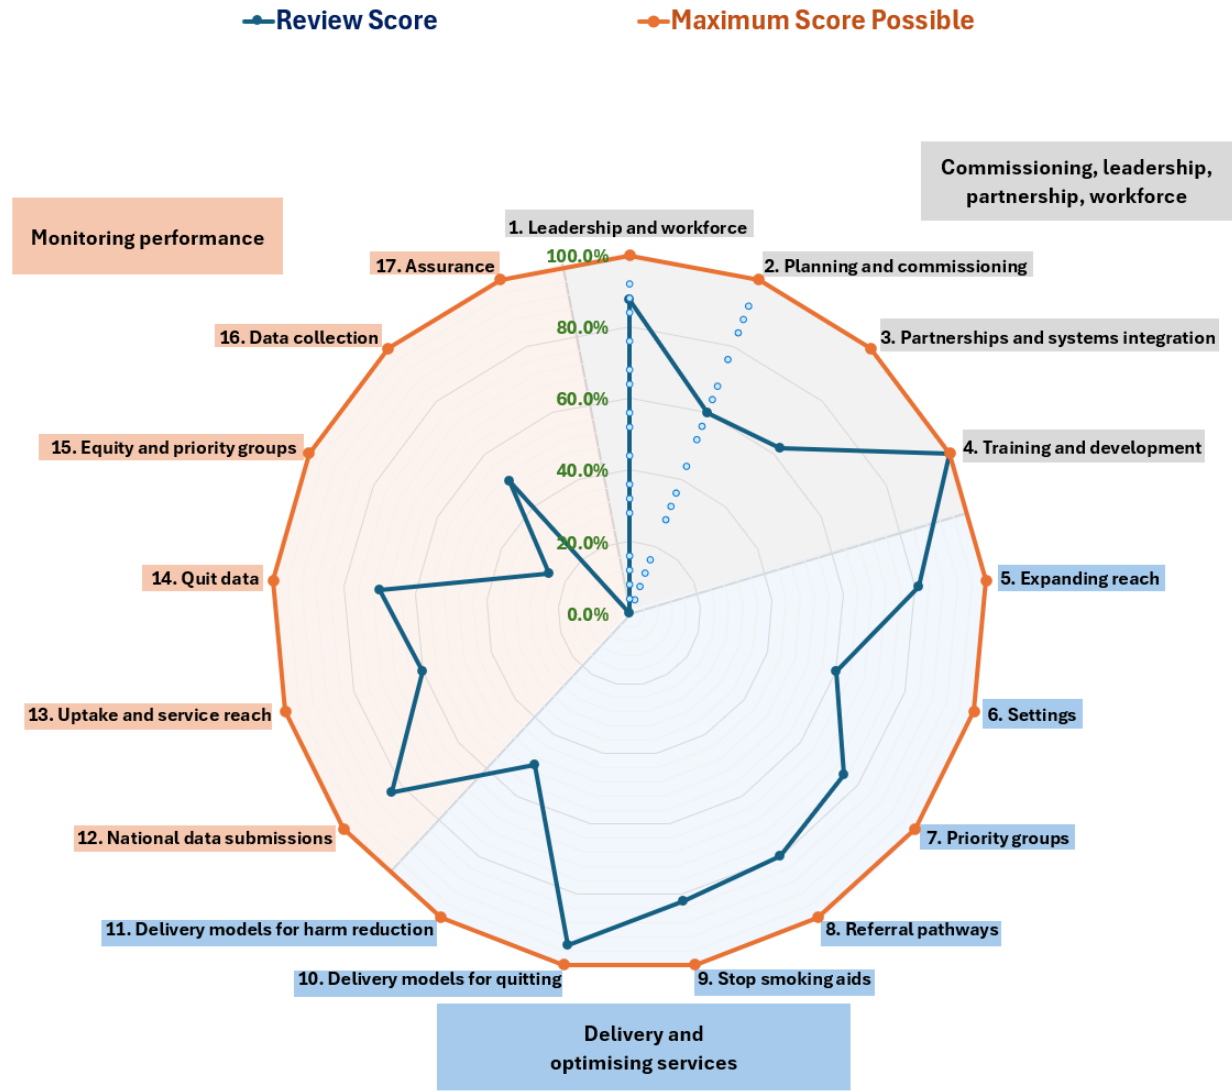 Review Score
Maximum Score Possible
Commissioning, leadership,
partnership, workforce
Monitoring performance
1. Leadership and workforce
100.0%
17. Assurance
2. Planning and commissioning
80.0%
16. Data collection
3. Partnerships and systems integration
60.0%
15. Equity and priority groups
4. Training and development
40.0%
20.0%
14. Quit data
5. Expanding reach
0.0%
13. Uptake and service reach
6. Settings
12. National data submissions
7. Priority groups
11. Delivery models for harm reduction
8. Referral pathways
10. Delivery models for quitting
9. Stop smoking aids
Delivery and
optimising services